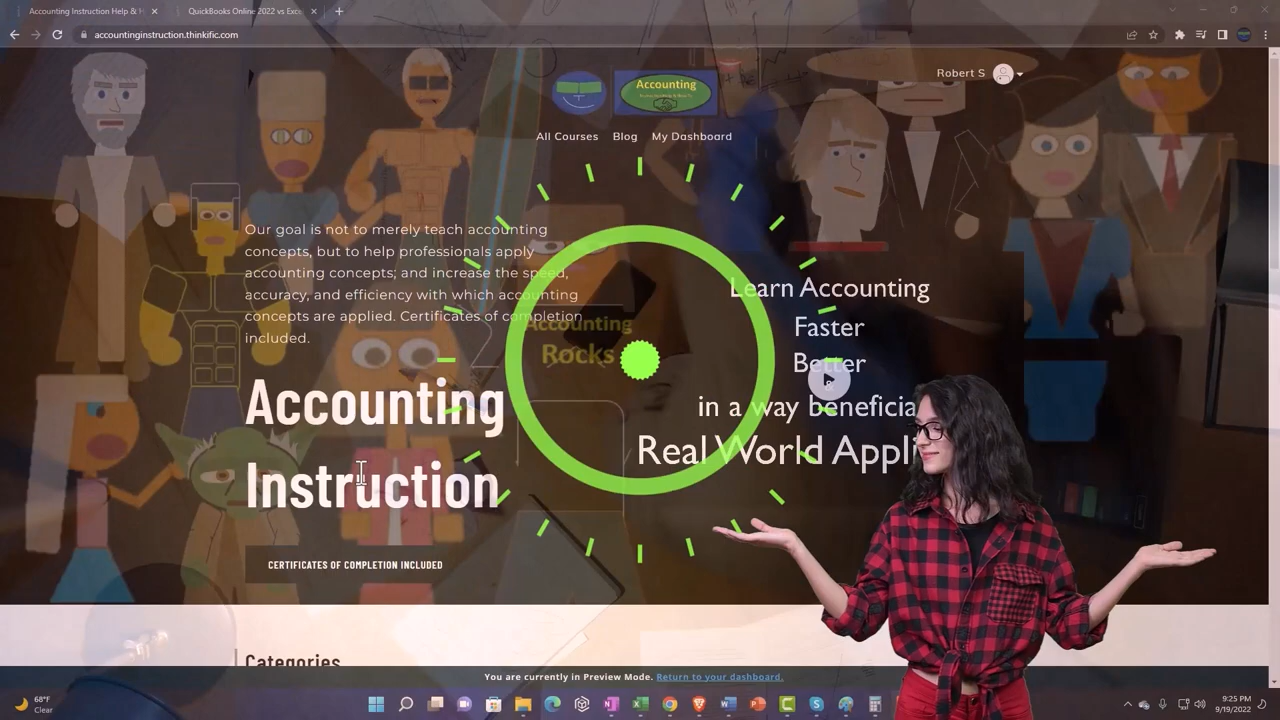 Accounting Instruction Help & H
QuickBooks Online 2022 vs Exce
accountinginstruction.thinkific.com
Robert S
Accounting
All Courses Blog My Dashboard
Our goal is not to merely teach accounting
concepts, but to help professionals apply
accounting concepts; and increase the speed,
accuracy, and efficiency with which accounting
concepts are applied. Certificates of completion
included.
Accounting
Instruction
CERTIFICATES OF COMPLETION INCLUDED
Accounting
Rocks
Learn Accounting
Faster
Better
&
in a way beneficia
Real World Appli
Categories
You are currently in Preview Mode. Return to your dashboard.
68°F
Clear
9:25 PM
9/19/2022